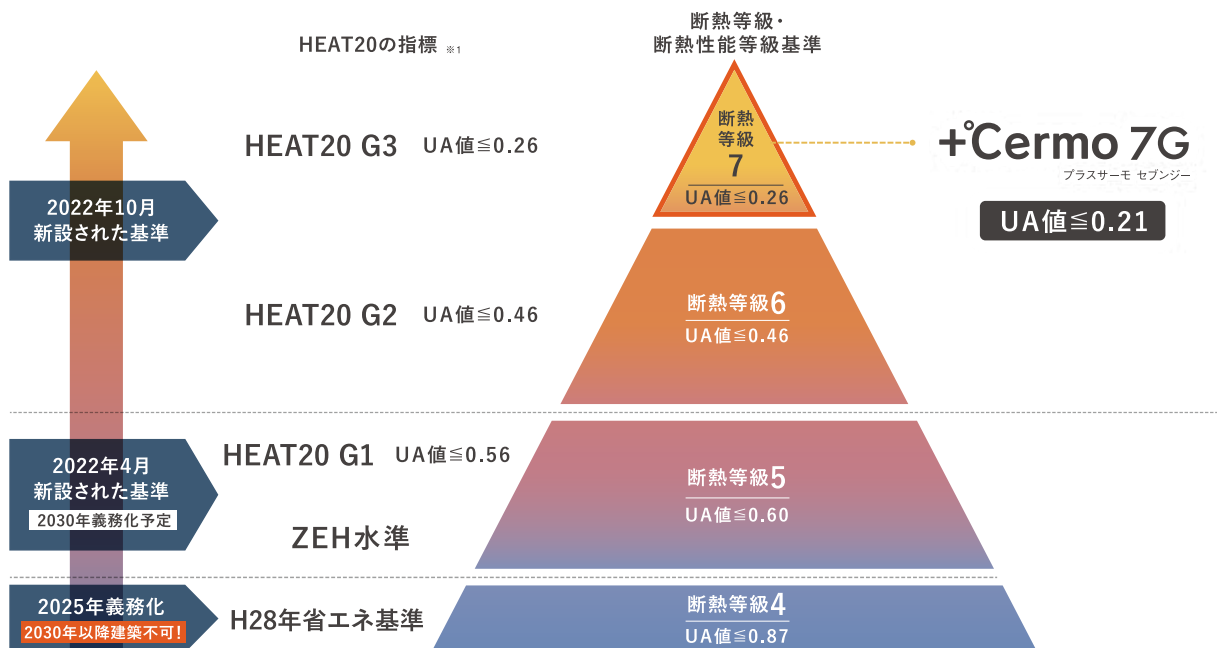 HEAT20の指標 ※1
断熱等級・
断熱性能等級基準
HEAT20 G3 UA値≦0.26
断熱
等級
7
UA値≦0.26
+℃ermo 7G
プラスサーモ セブンジー
UA値≦0.21
2022年10月
新設された基準
HEAT20 G2 UA値≦0.46
断熱等級6
UA値≦0.46
HEAT20 G1 UA値≦0.56
2022年4月
新設された基準
2030年義務化予定
断熱等級5
UA値≦0.60
ZEH水準
2025年義務化
2030年以降建築不可!
H28年省エネ基準
断熱等級4
UA値≦0.87